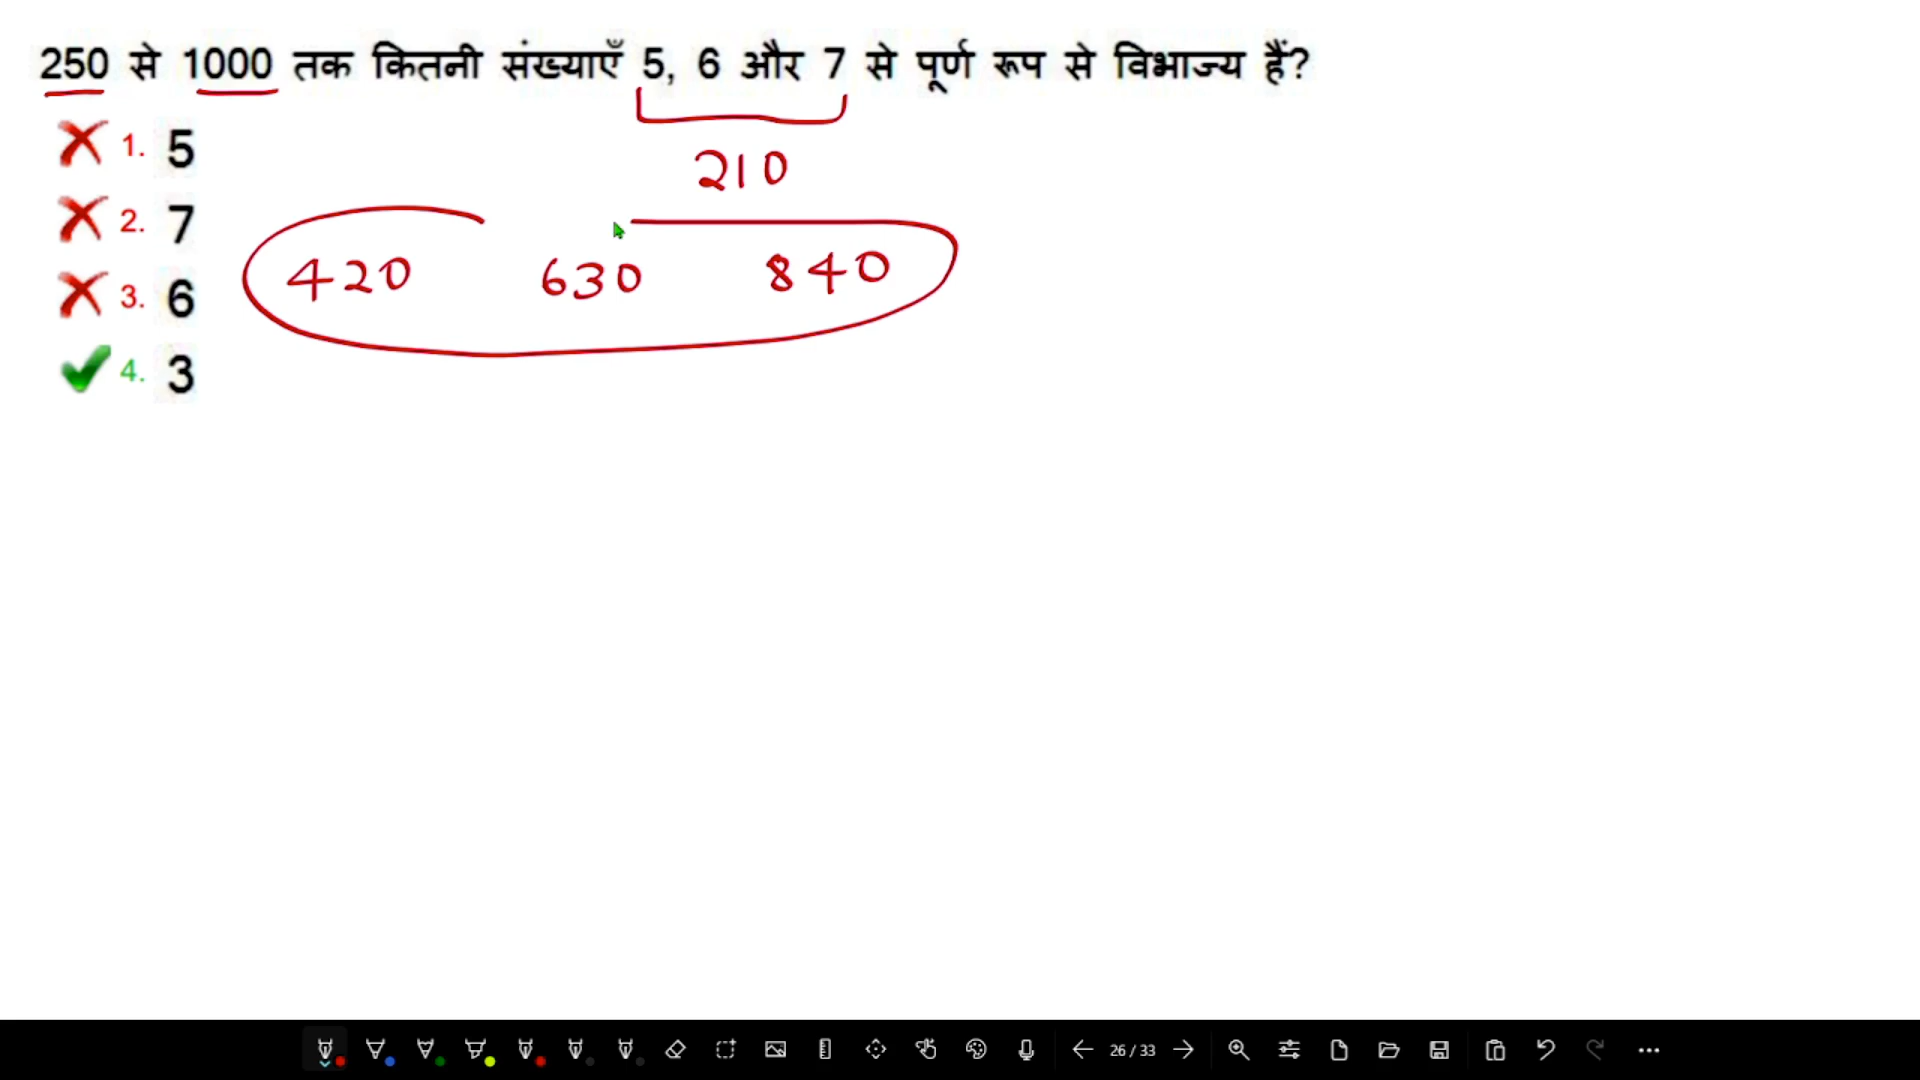 250 से 1000 तक कितनी संख्याएँ 5, 6 और 7 से पूर्ण रूप से विभाज्य हैं?
1. 5
210
2. 7
420 630 840
3. 6
4. 3
26 / 33